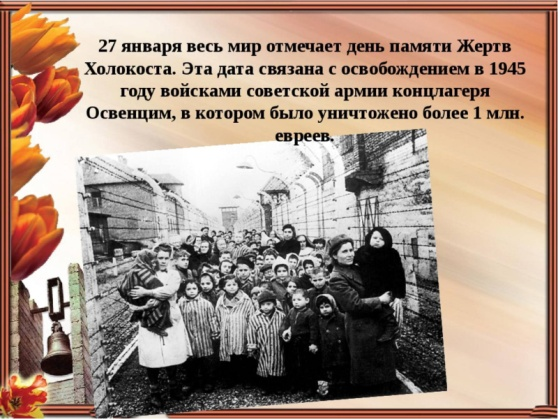 27 января весь мир отмечает день памяти Жертв
Холокоста. Эта дата связана с освобождением в 1945
году войсками советской армии концлагеря
Освенцим, в котором было уничтожено более 1 млн.
евреев.